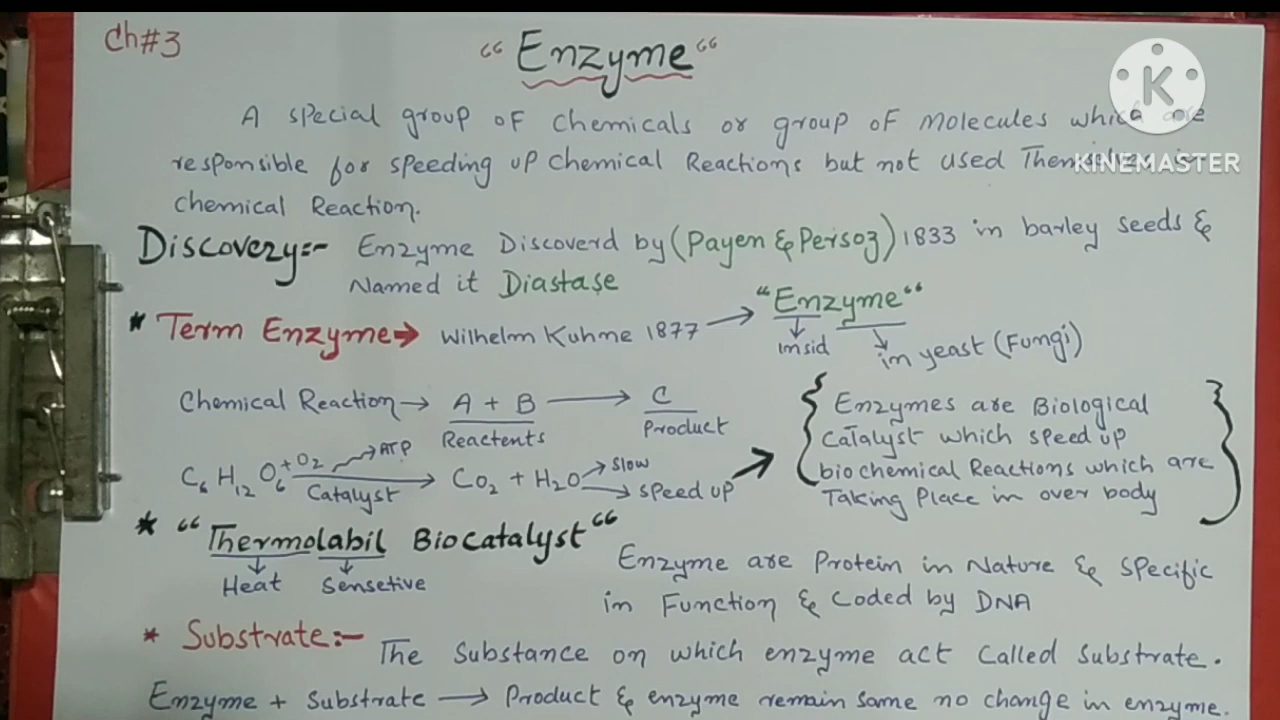 Ch#3
"Enzyme"
A special group of chemicals or group of molecules which are
responsible for speeding up chemical Reactions but not used
chemical Reaction.
Discovery:- Enzyme Discoverd by (Payen & Persoz) 1833 in barley seeds &
Named it Diastase
* Term Enzyme → Wilhelm Kuhne 1877 → "Enzyme"
insid
in yeast (Fungi)
Chemical Reaction → A + B → C
Reactents
Product
C6H12O6 + O2 → ATP
Catalyst
CO2 + H2O → slow
→ speed up →
Enzymes are Biological
Catalyst which speed up
biochemical Reactions which are
Taking Place in over body
* "Thermolabil Biocatalyst"
Heat
Sensetive
Enzyme are Protein in Nature & specific
in Function & Coded by DNA
* Substrate:- The substance on which enzyme act called substrate.
Enzyme + Substrate → Product & enzyme remain same no change in enzyme.
K
KINEMASTER